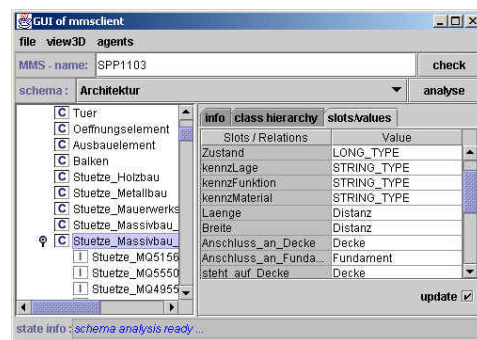 GUI of mmsclient
file view3D agents
MMS - name: SPP1103 check
schema : Architektur analyse
C Tuer
C Oeffnungselement
C Ausbauelement
C Balken
C Stuetze_Holzbau
C Stuetze_Metallbau
C Stuetze_Mauerwerks
C Stuetze_Massivbau_
C Stuetze_Massivbau_
I Stuetze_MQ5156
I Stuetze_MQ5550
I Stuetze_MQ4955
info class hierarchy slots/values
Slots / Relations Value
Zustand LONG_TYPE
kennzLage STRING_TYPE
kennzFunktion STRING_TYPE
kennzMaterial STRING_TYPE
Laenge Distanz
Breite Distanz
Anschluss_an_Decke Decke
Anschluss_an_Funda... Fundament
steht_auf_Decke Decke
update
state info : schema analysis ready ...